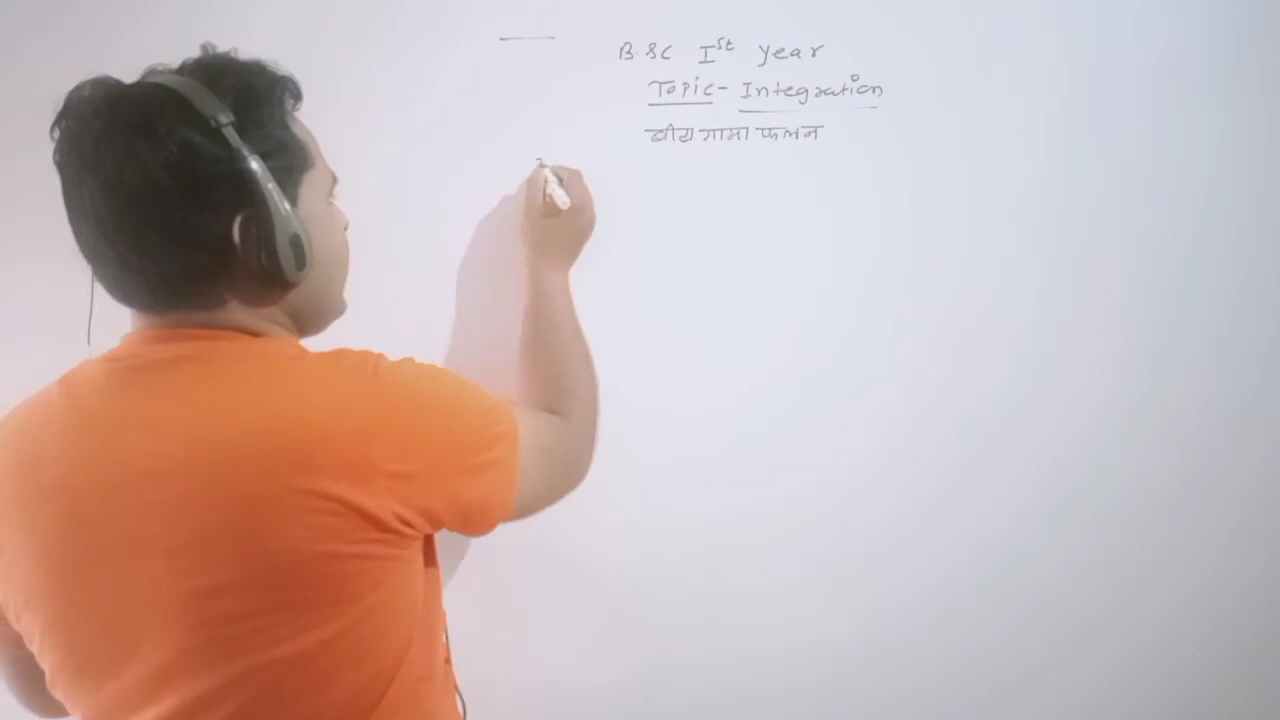 B.SC Ist year
Topic- Integration
बीटा गामा फलन